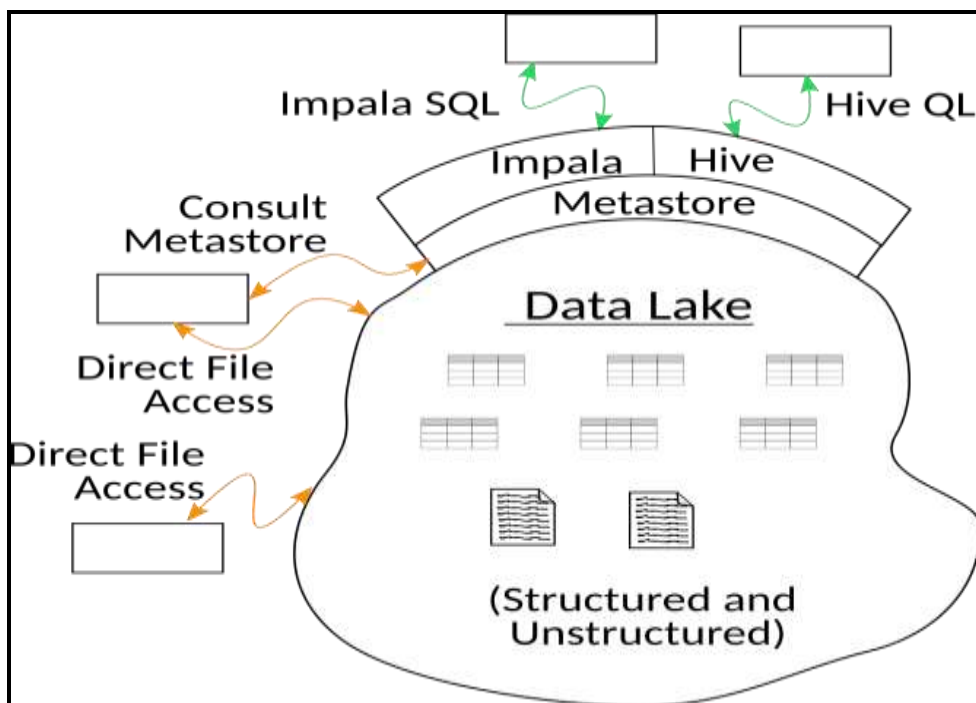 Impala SQL
Hive QL
Impala
Hive
Metastore
Consult
Metastore
Data Lake
Direct File
Access
Direct File
Access
(Structured and
Unstructured)